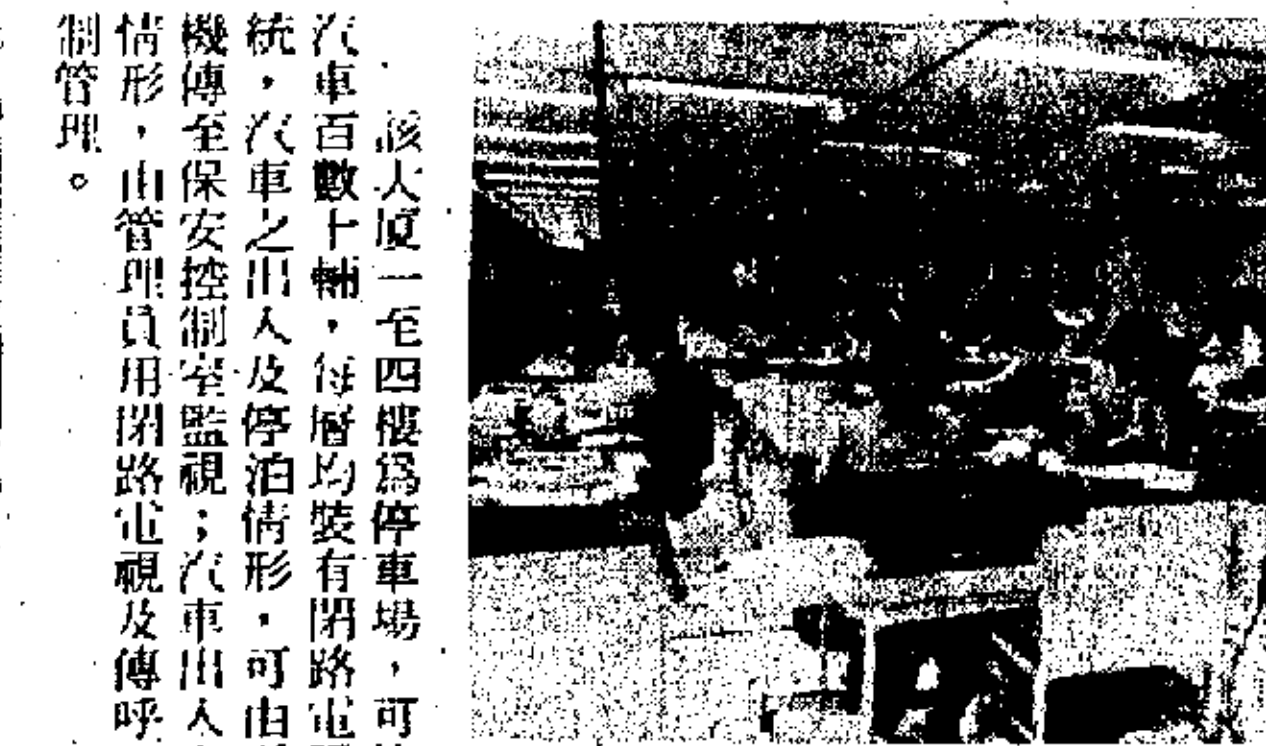 該大廈一至四樓為停車場，可
汽車百數十輛，每層均裝有閉路電
統，汽車之出入及停泊情形，可由
機傳至保安控制室監視；汽車出入
情形，由管理員用閉路電視及傳呼
制管理。